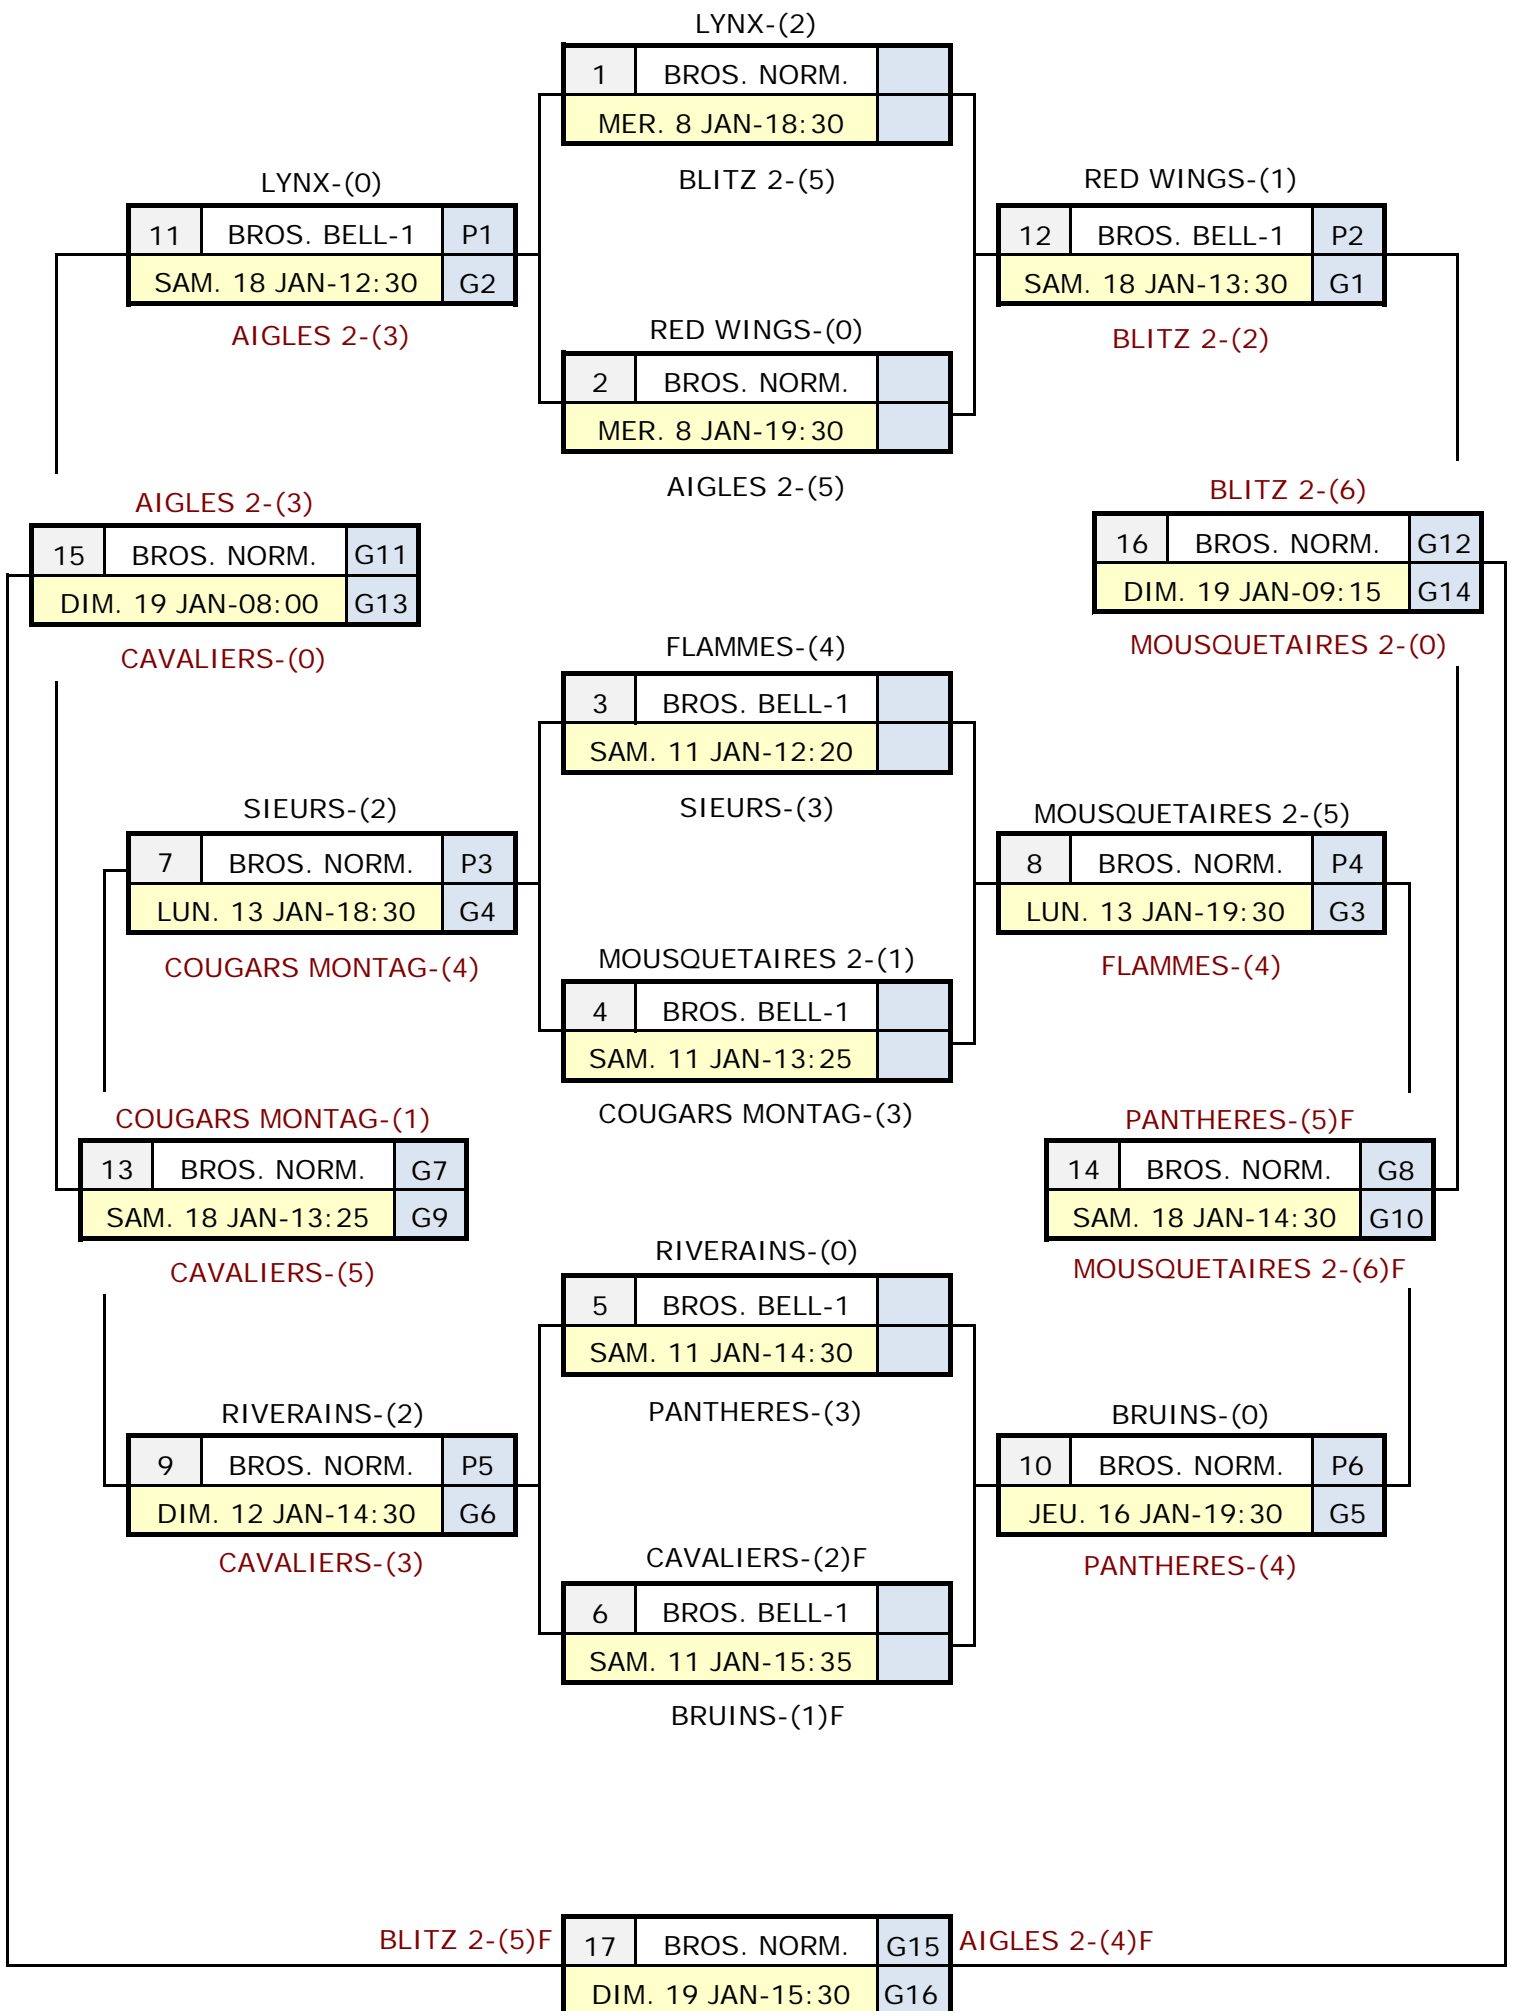 LYNX-(2)
1 BROS. NORM.
MER. 8 JAN-18:30
BLITZ 2-(5)
LYNX-(0)
11 BROS. BELL-1 P1
SAM. 18 JAN-12:30 G2
AIGLES 2-(3)
RED WINGS-(1)
12 BROS. BELL-1 P2
SAM. 18 JAN-13:30 G1
BLITZ 2-(2)
RED WINGS-(0)
2 BROS. NORM.
MER. 8 JAN-19:30
AIGLES 2-(5)
AIGLES 2-(3)
15 BROS. NORM. G11
DIM. 19 JAN-08:00 G13
CAVALIERS-(0)
BLITZ 2-(6)
16 BROS. NORM. G12
DIM. 19 JAN-09:15 G14
MOUSQUETAIRES 2-(0)
FLAMMES-(4)
3 BROS. BELL-1
SAM. 11 JAN-12:20
SIEURS-(3)
SIEURS-(2)
7 BROS. NORM. P3
LUN. 13 JAN-18:30 G4
COUGARS MONTAG-(4)
MOUSQUETAIRES 2-(5)
8 BROS. NORM. P4
LUN. 13 JAN-19:30 G3
FLAMMES-(4)
MOUSQUETAIRES 2-(1)
4 BROS. BELL-1
SAM. 11 JAN-13:25
COUGARS MONTAG-(3)
COUGARS MONTAG-(1)
13 BROS. NORM. G7
SAM. 18 JAN-13:25 G9
CAVALIERS-(5)
PANTHERES-(5)F
14 BROS. NORM. G8
SAM. 18 JAN-14:30 G10
MOUSQUETAIRES 2-(6)F
RIVERAINS-(0)
5 BROS. BELL-1
SAM. 11 JAN-14:30
PANTHERES-(3)
RIVERAINS-(2)
9 BROS. NORM. P5
DIM. 12 JAN-14:30 G6
CAVALIERS-(3)
BRUINS-(0)
10 BROS. NORM. P6
JEU. 16 JAN-19:30 G5
PANTHERES-(4)
CAVALIERS-(2)F
6 BROS. BELL-1
SAM. 11 JAN-15:35
BRUINS-(1)F
BLITZ 2-(5)F 17 BROS. NORM. G15 AIGLES 2-(4)F
DIM. 19 JAN-15:30 G16